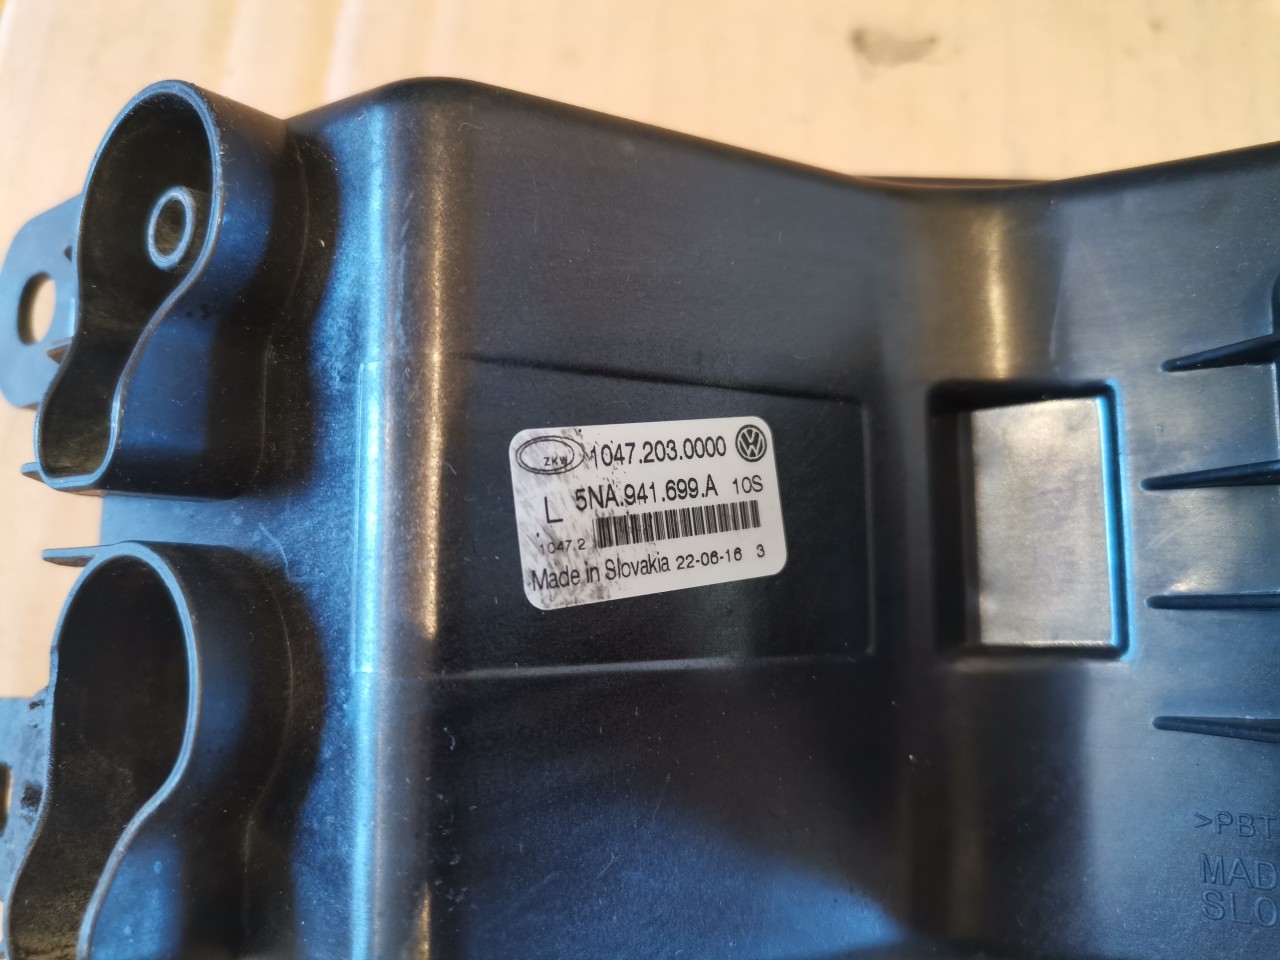 ZKW 1047.203.0000
L 5NA.941.699.A 10S
1047.2
Made in Slovakia 22-06-16 3
>PBT
MAD
SLO